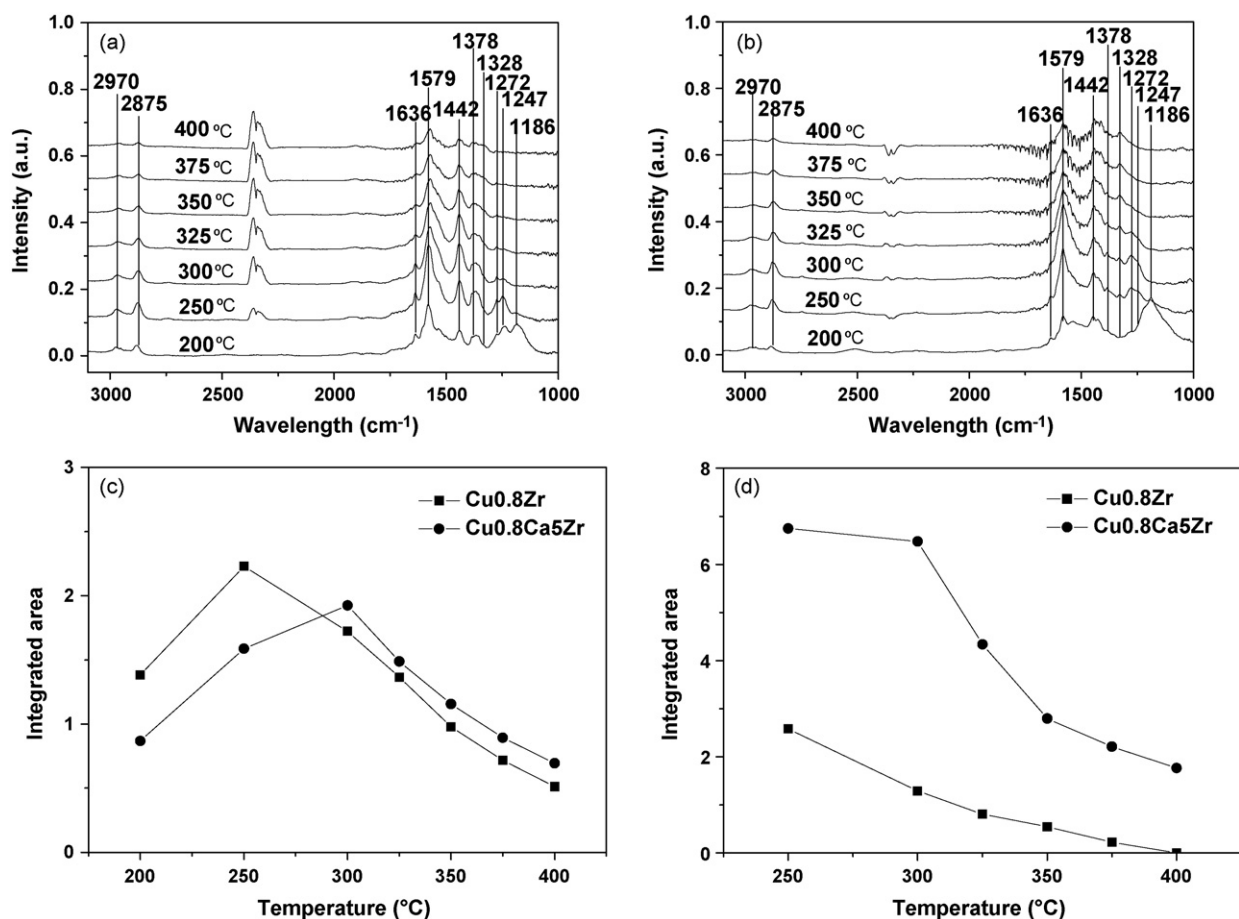 (a)
1.0
0.8
0.6
0.4
0.2
0.0
Intensity (a.u.)
2970
2875
1636
1579
1442
1378
1328
1272
1247
1186
400 °C
375 °C
350 °C
325 °C
300 °C
250 °C
200 °C
3000 2500 2000 1500 1000
Wavelength (cm-1)
(b)
1.0
0.8
0.6
0.4
0.2
0.0
Intensity (a.u.)
2970
2875
1636
1579
1442
1378
1328
1272
1247
1186
400 °C
375 °C
350 °C
325 °C
300 °C
250 °C
200 °C
3000 2500 2000 1500 1000
Wavelength (cm-1)
(c)
3
2
1
0
Integrated area
Cu0.8Zr
Cu0.8Ca5Zr
200 250 300 350 400
Temperature (°C)
(d)
8
6
4
2
0
Integrated area
Cu0.8Zr
Cu0.8Ca5Zr
250 300 350 400
Temperature (°C)